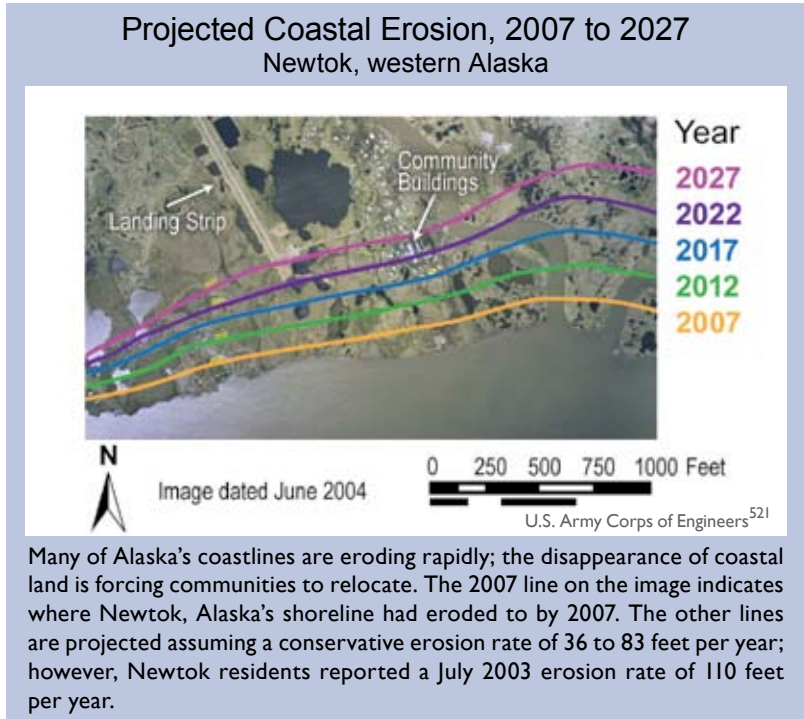 Projected Coastal Erosion, 2007 to 2027
Newtok, western Alaska
Year
2027
2022
2017
2012
2007
Community
Buildings
Landing Strip
N
Image dated June 2004
0 250 500 750 1000 Feet
U.S. Army Corps of Engineers521
Many of Alaska's coastlines are eroding rapidly; the disappearance of coastal
land is forcing communities to relocate. The 2007 line on the image indicates
where Newtok, Alaska's shoreline had eroded to by 2007. The other lines
are projected assuming a conservative erosion rate of 36 to 83 feet per year;
however, Newtok residents reported a July 2003 erosion rate of 110 feet
per year.